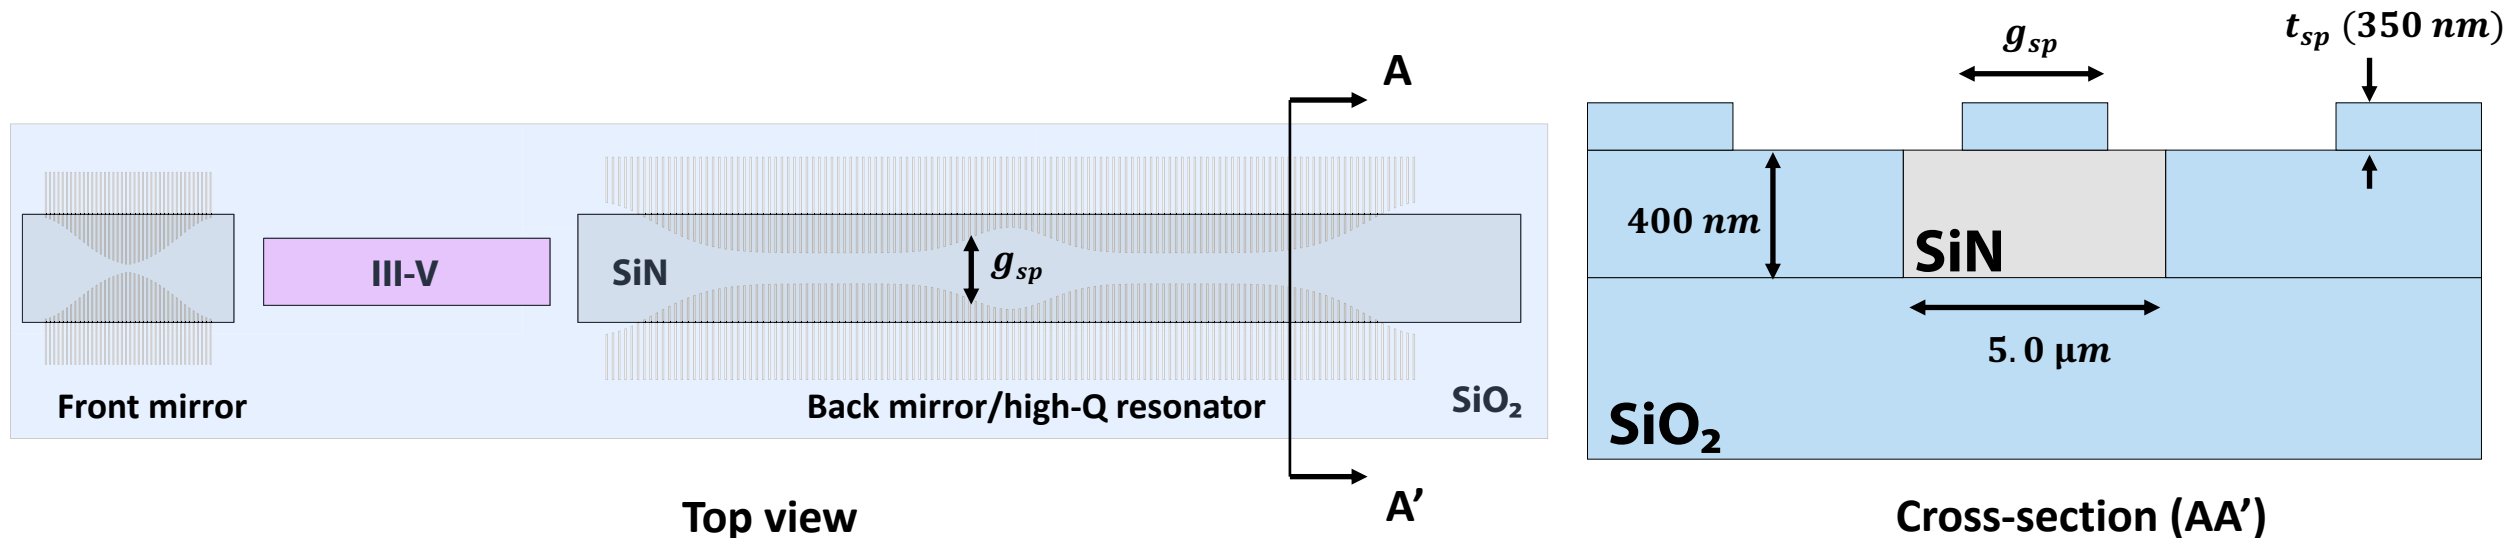 A
III-V
SiN
g_sp
Front mirror
Back mirror/high-Q resonator
SiO₂
A’
Top view
g_sp
t_sp (350 nm)
400 nm
SiN
5.0 μm
SiO₂
Cross-section (AA’)